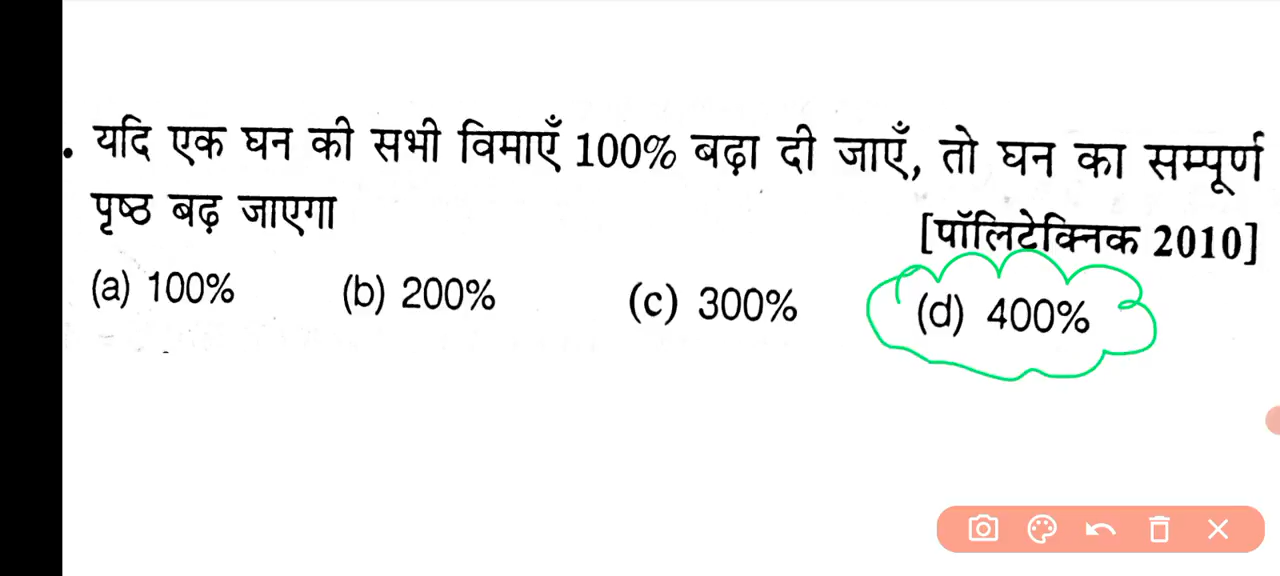 . यदि एक घन की सभी विमाएँ 100% बढ़ा दी जाएँ, तो घन का सम्पूर्ण
पृष्ठ बढ़ जाएगा
[पॉलिटेक्निक 2010]
(a) 100% (b) 200% (c) 300% (d) 400%